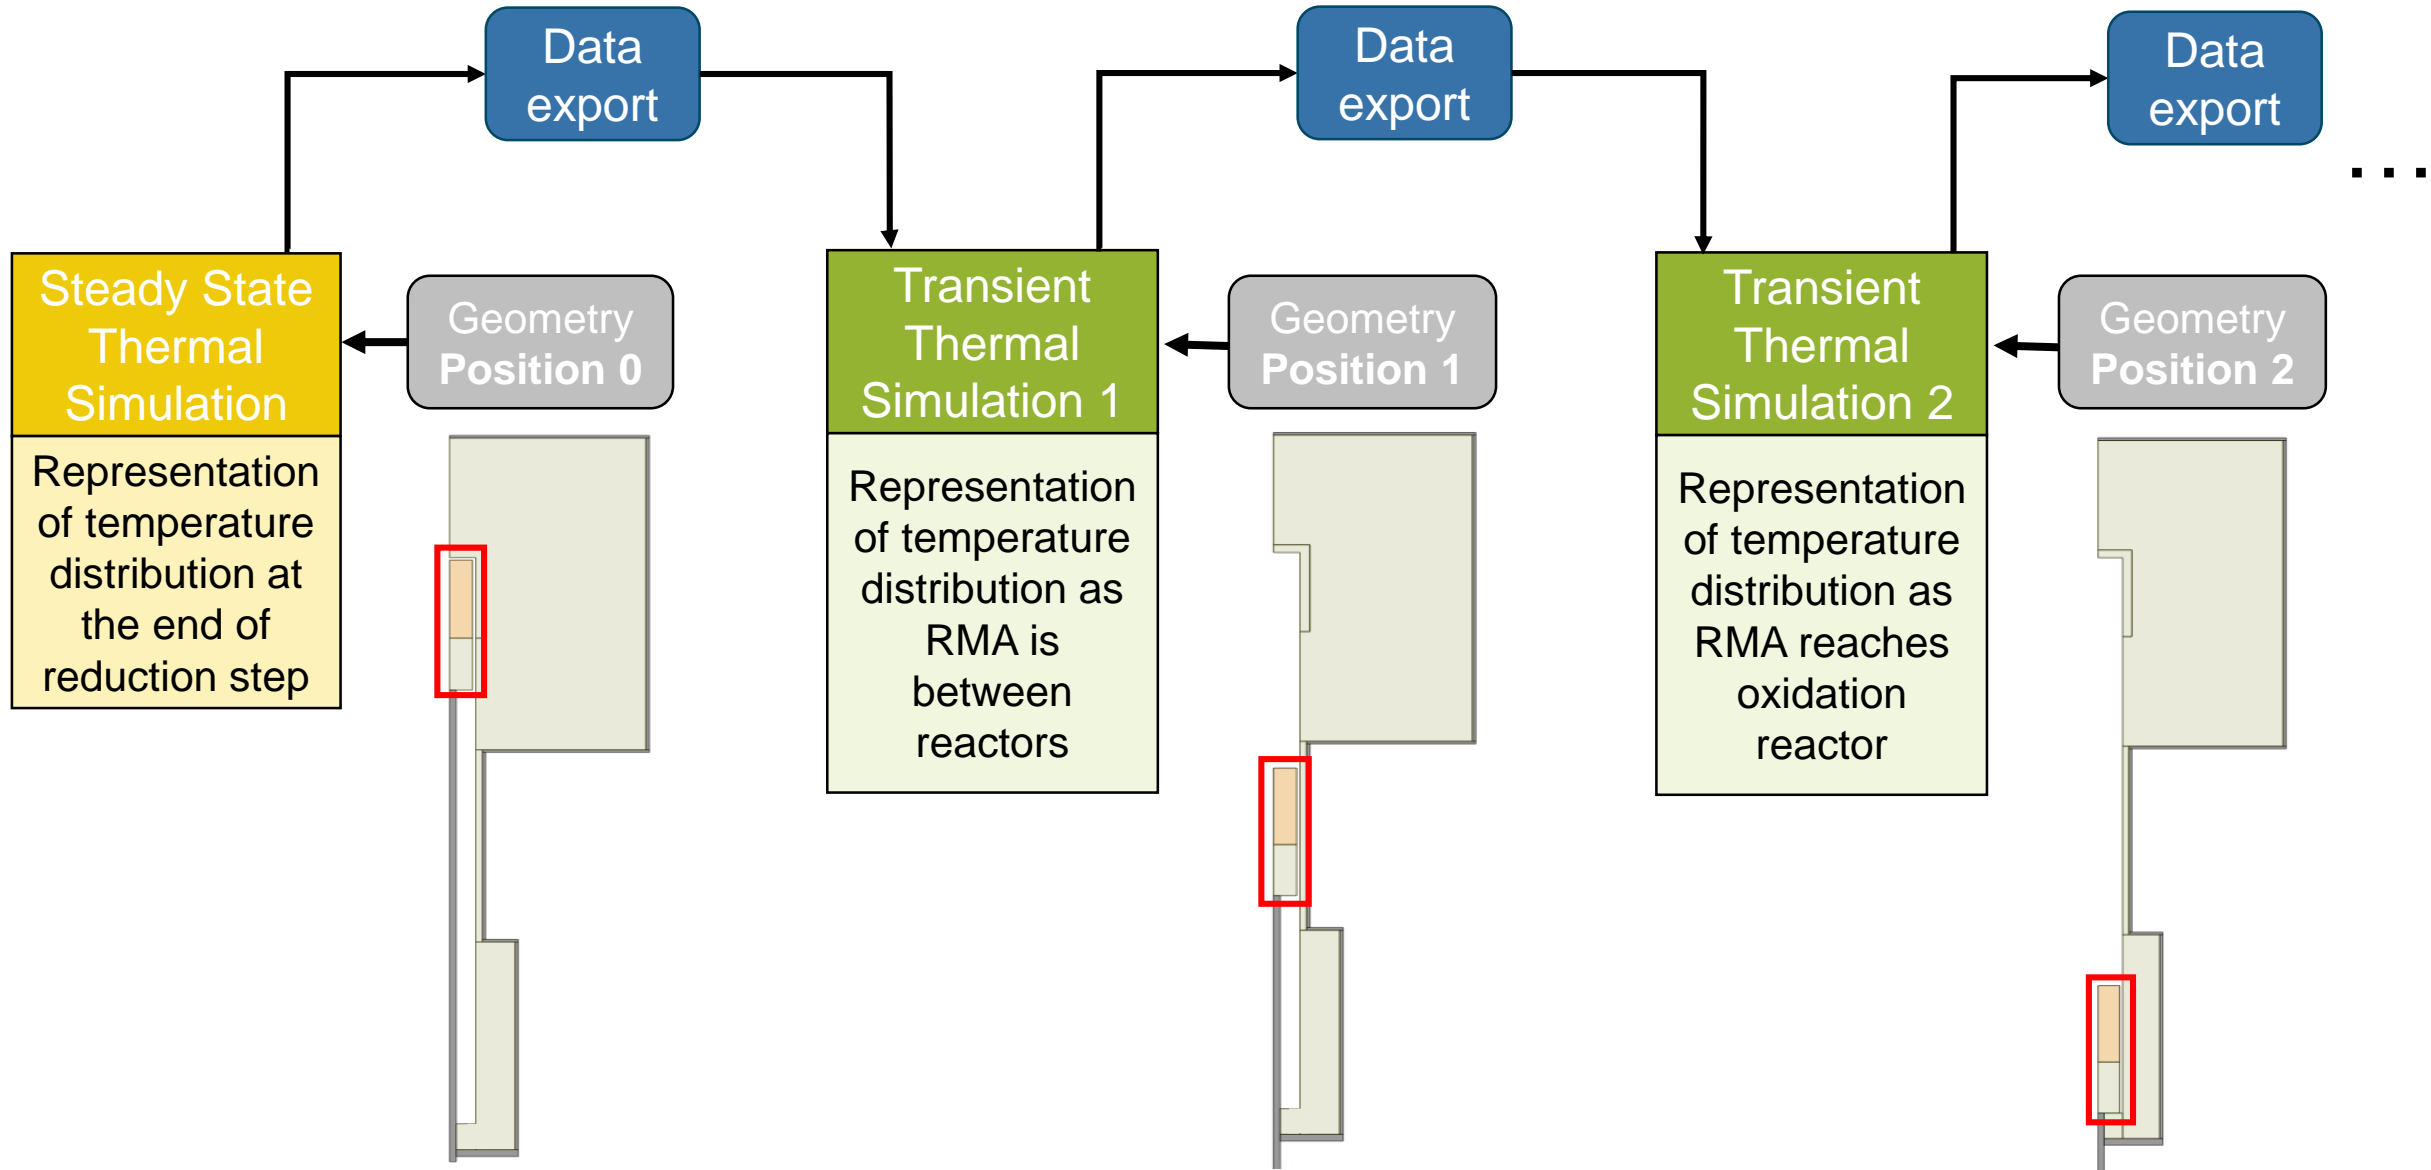 Data
export
Data
export
Data
export
. . .
Steady State
Thermal
Simulation
Geometry
Position 0
Representation
of temperature
distribution at
the end of
reduction step
Transient
Thermal
Simulation 1
Geometry
Position 1
Representation
of temperature
distribution as
RMA is
between
reactors
Transient
Thermal
Simulation 2
Geometry
Position 2
Representation
of temperature
distribution as
RMA reaches
oxidation
reactor